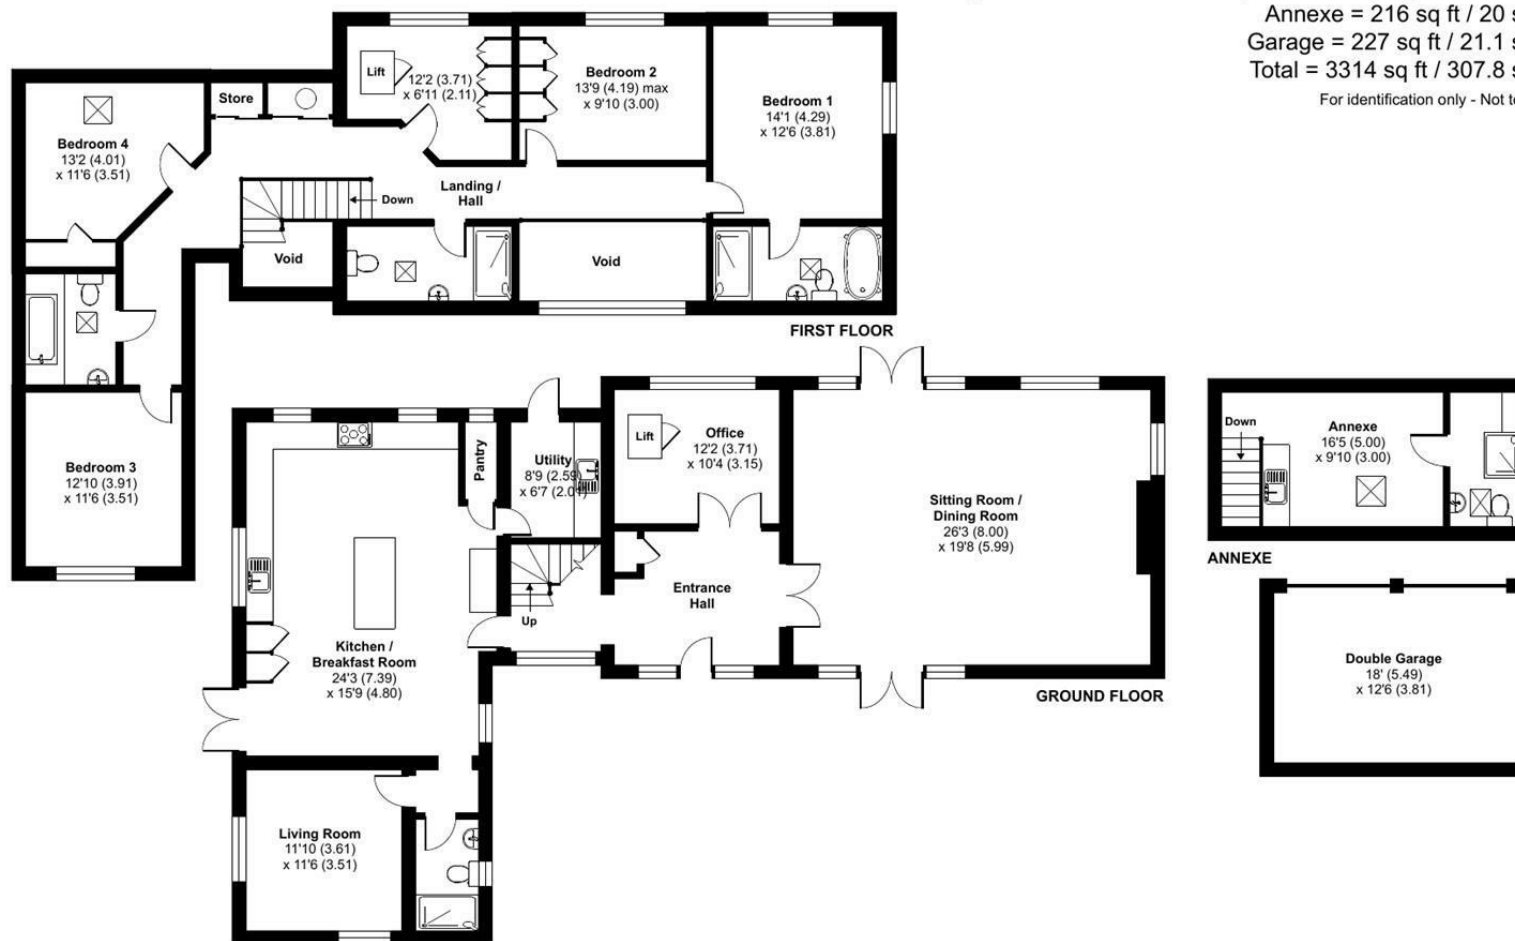 Annexe = 216 sq ft / 20 s
Garage = 227 sq ft / 21.1 s
Total = 3314 sq ft / 307.8 s
For identification only - Not to
Lift
12'2 (3.71)
x 6'11 (2.11)
Bedroom 2
13'9 (4.19) max
x 9'10 (3.00)
Bedroom 1
14'1 (4.29)
x 12'6 (3.81)
Store
Bedroom 4
13'2 (4.01)
x 11'6 (3.51)
Landing /
Hall
Down
Void
Void
FIRST FLOOR
Bedroom 3
12'10 (3.91)
x 11'6 (3.51)
Pantry
Utility
8'9 (2.59)
x 6'7 (2.01)
Lift
Office
12'2 (3.71)
x 10'4 (3.15)
Sitting Room /
Dining Room
26'3 (8.00)
x 19'8 (5.99)
Entrance
Hall
Up
Kitchen /
Breakfast Room
24'3 (7.39)
x 15'9 (4.80)
GROUND FLOOR
Living Room
11'10 (3.61)
x 11'6 (3.51)
Down
Annexe
16'5 (5.00)
x 9'10 (3.00)
ANNEXE
Double Garage
18' (5.49)
x 12'6 (3.81)